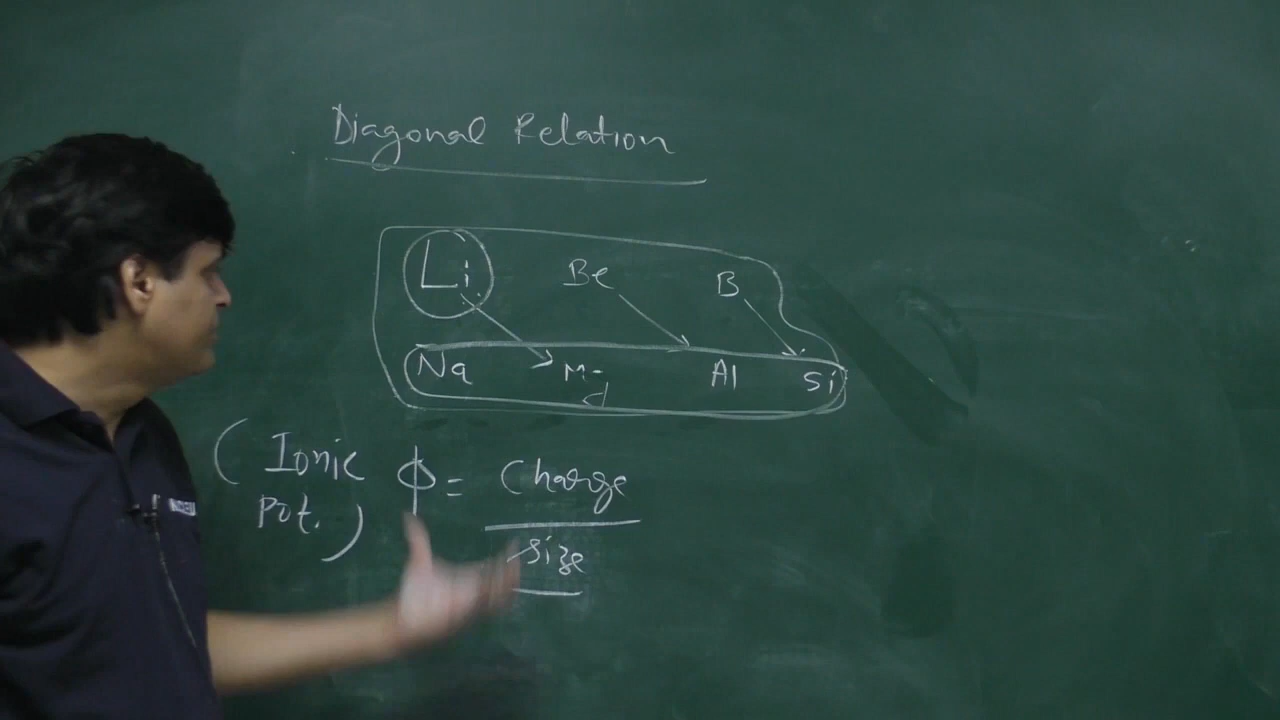 Diagonal Relation
Li Be B
Na Mg Al Si
( Ionic ϕ = Charge
Pot. ) size